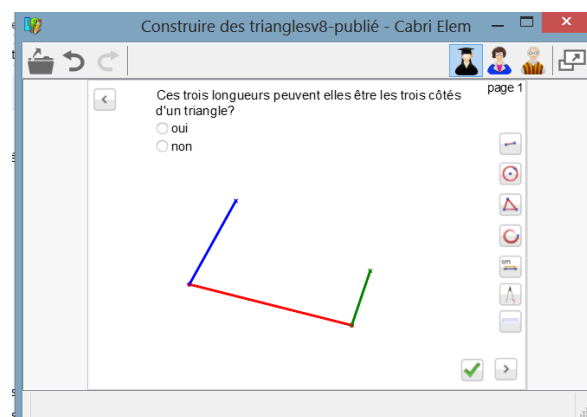 Construire des trianglesv8-publié - Cabri Elem
page 1
Ces trois longueurs peuvent elles être les trois côtés
d'un triangle?
oui
non
cm